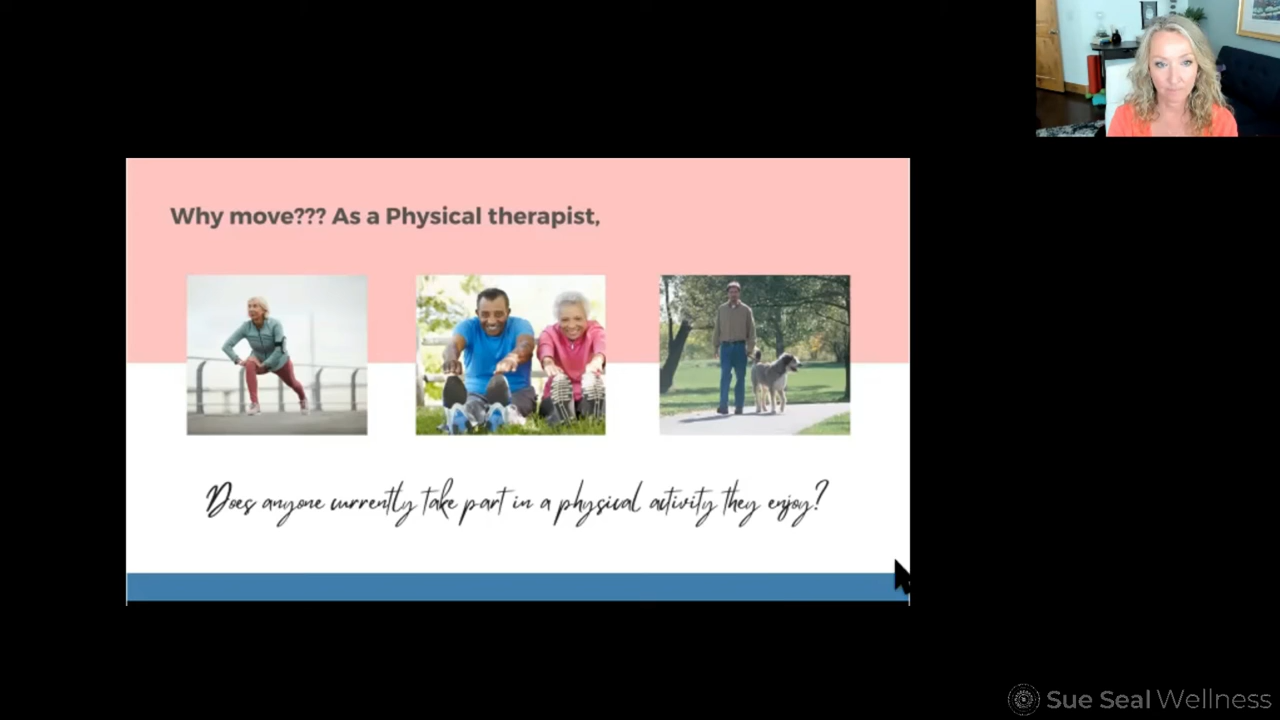 Why move??? As a Physical therapist,
Does anyone currently take part in a physical activity they enjoy?
Sue Seal Wellness